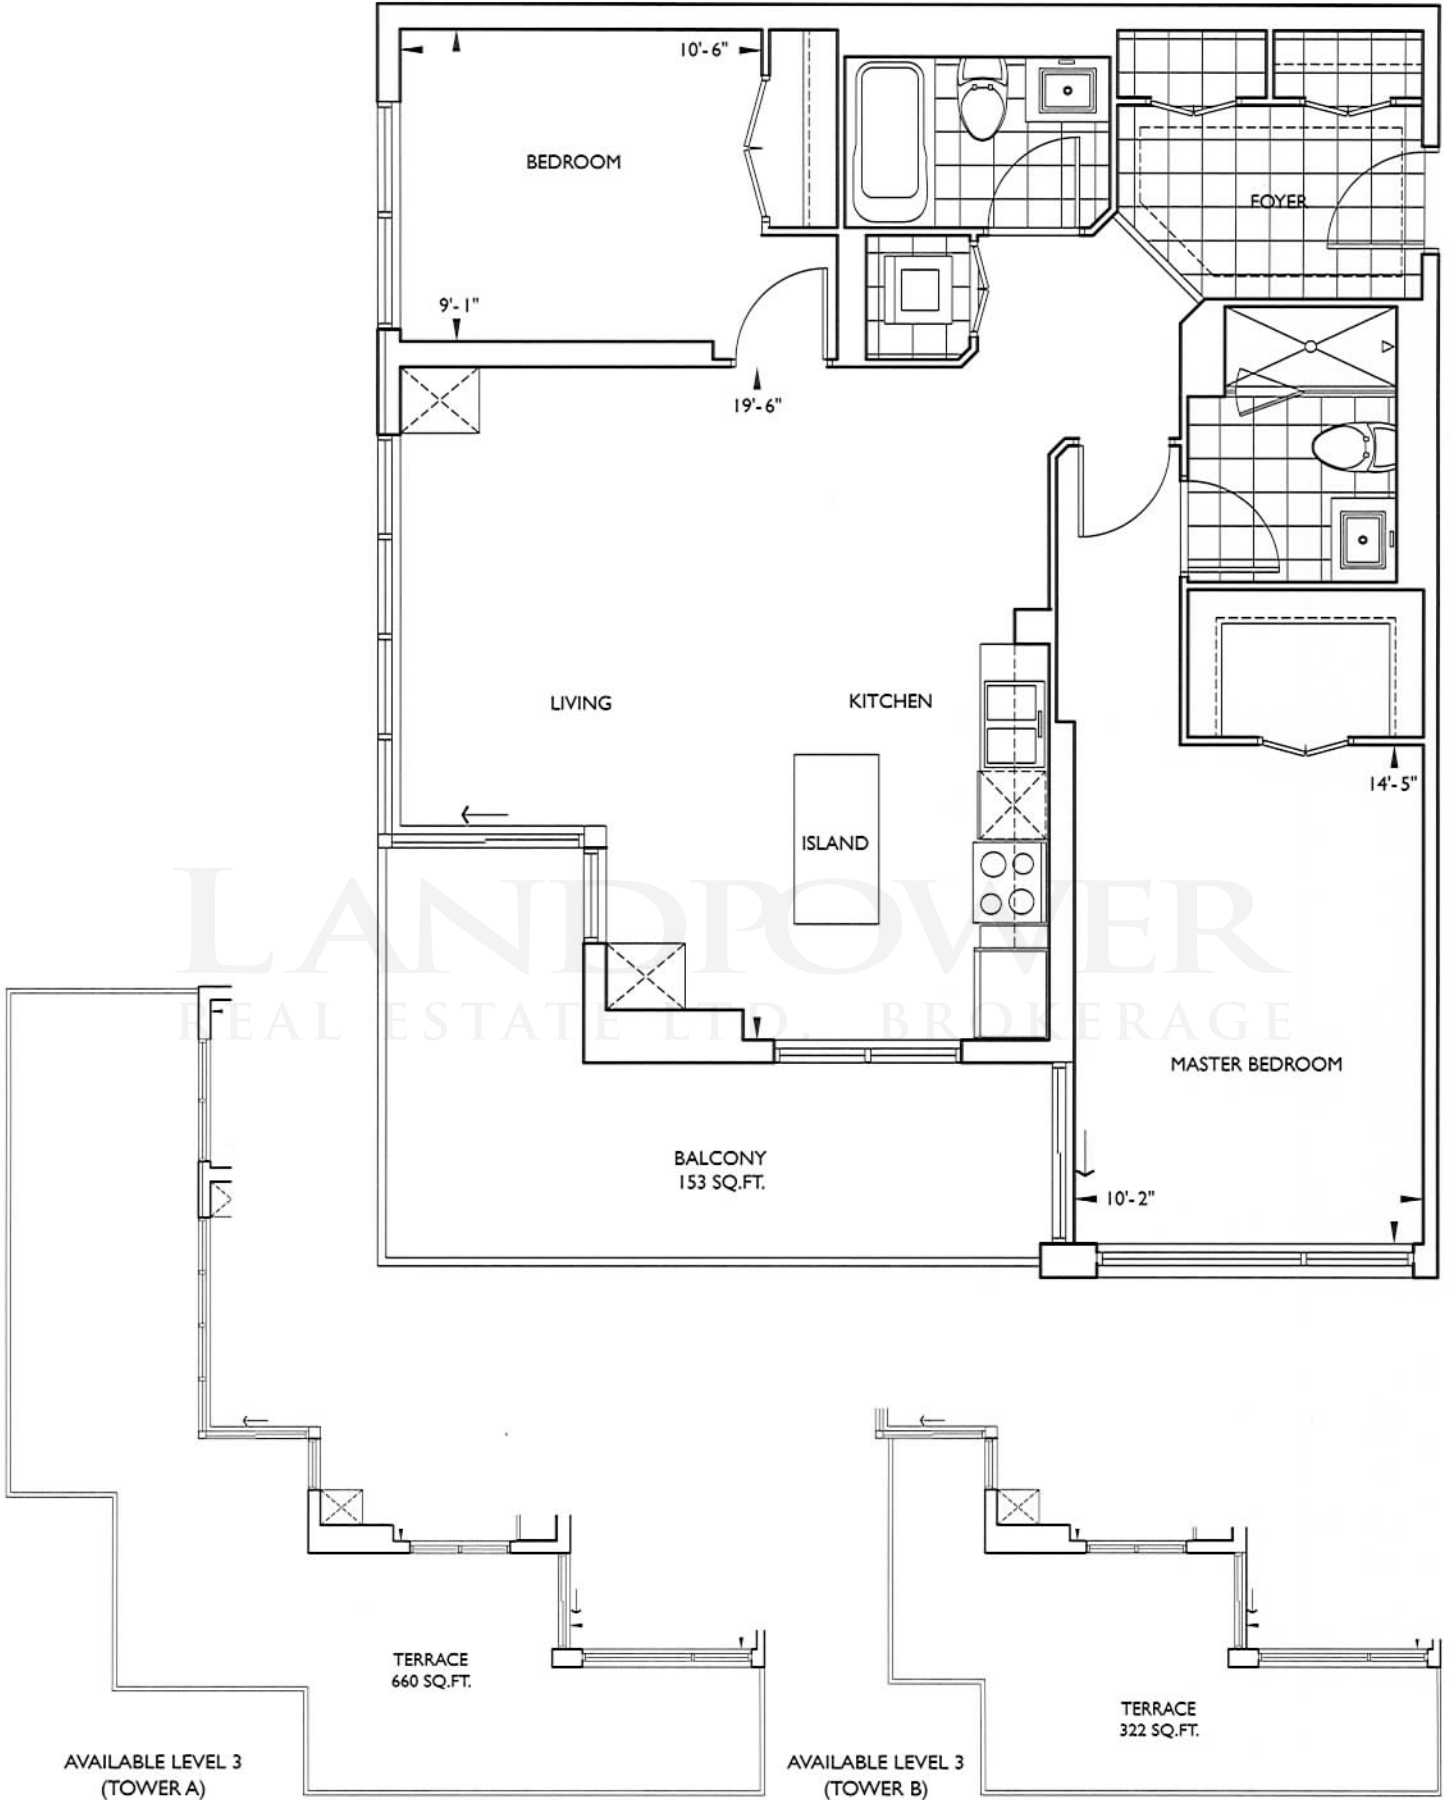 10'-6"
BEDROOM
FOYER
9'-1"
19'-6"
LIVING
KITCHEN
14'-5"
ISLAND
LANDPOWER
REAL ESTATE LTD. BROKERAGE
MASTER BEDROOM
BALCONY
153 SQ.FT.
10'-2"
TERRACE
660 SQ.FT.
TERRACE
322 SQ.FT.
AVAILABLE LEVEL 3
(TOWER A)
AVAILABLE LEVEL 3
(TOWER B)